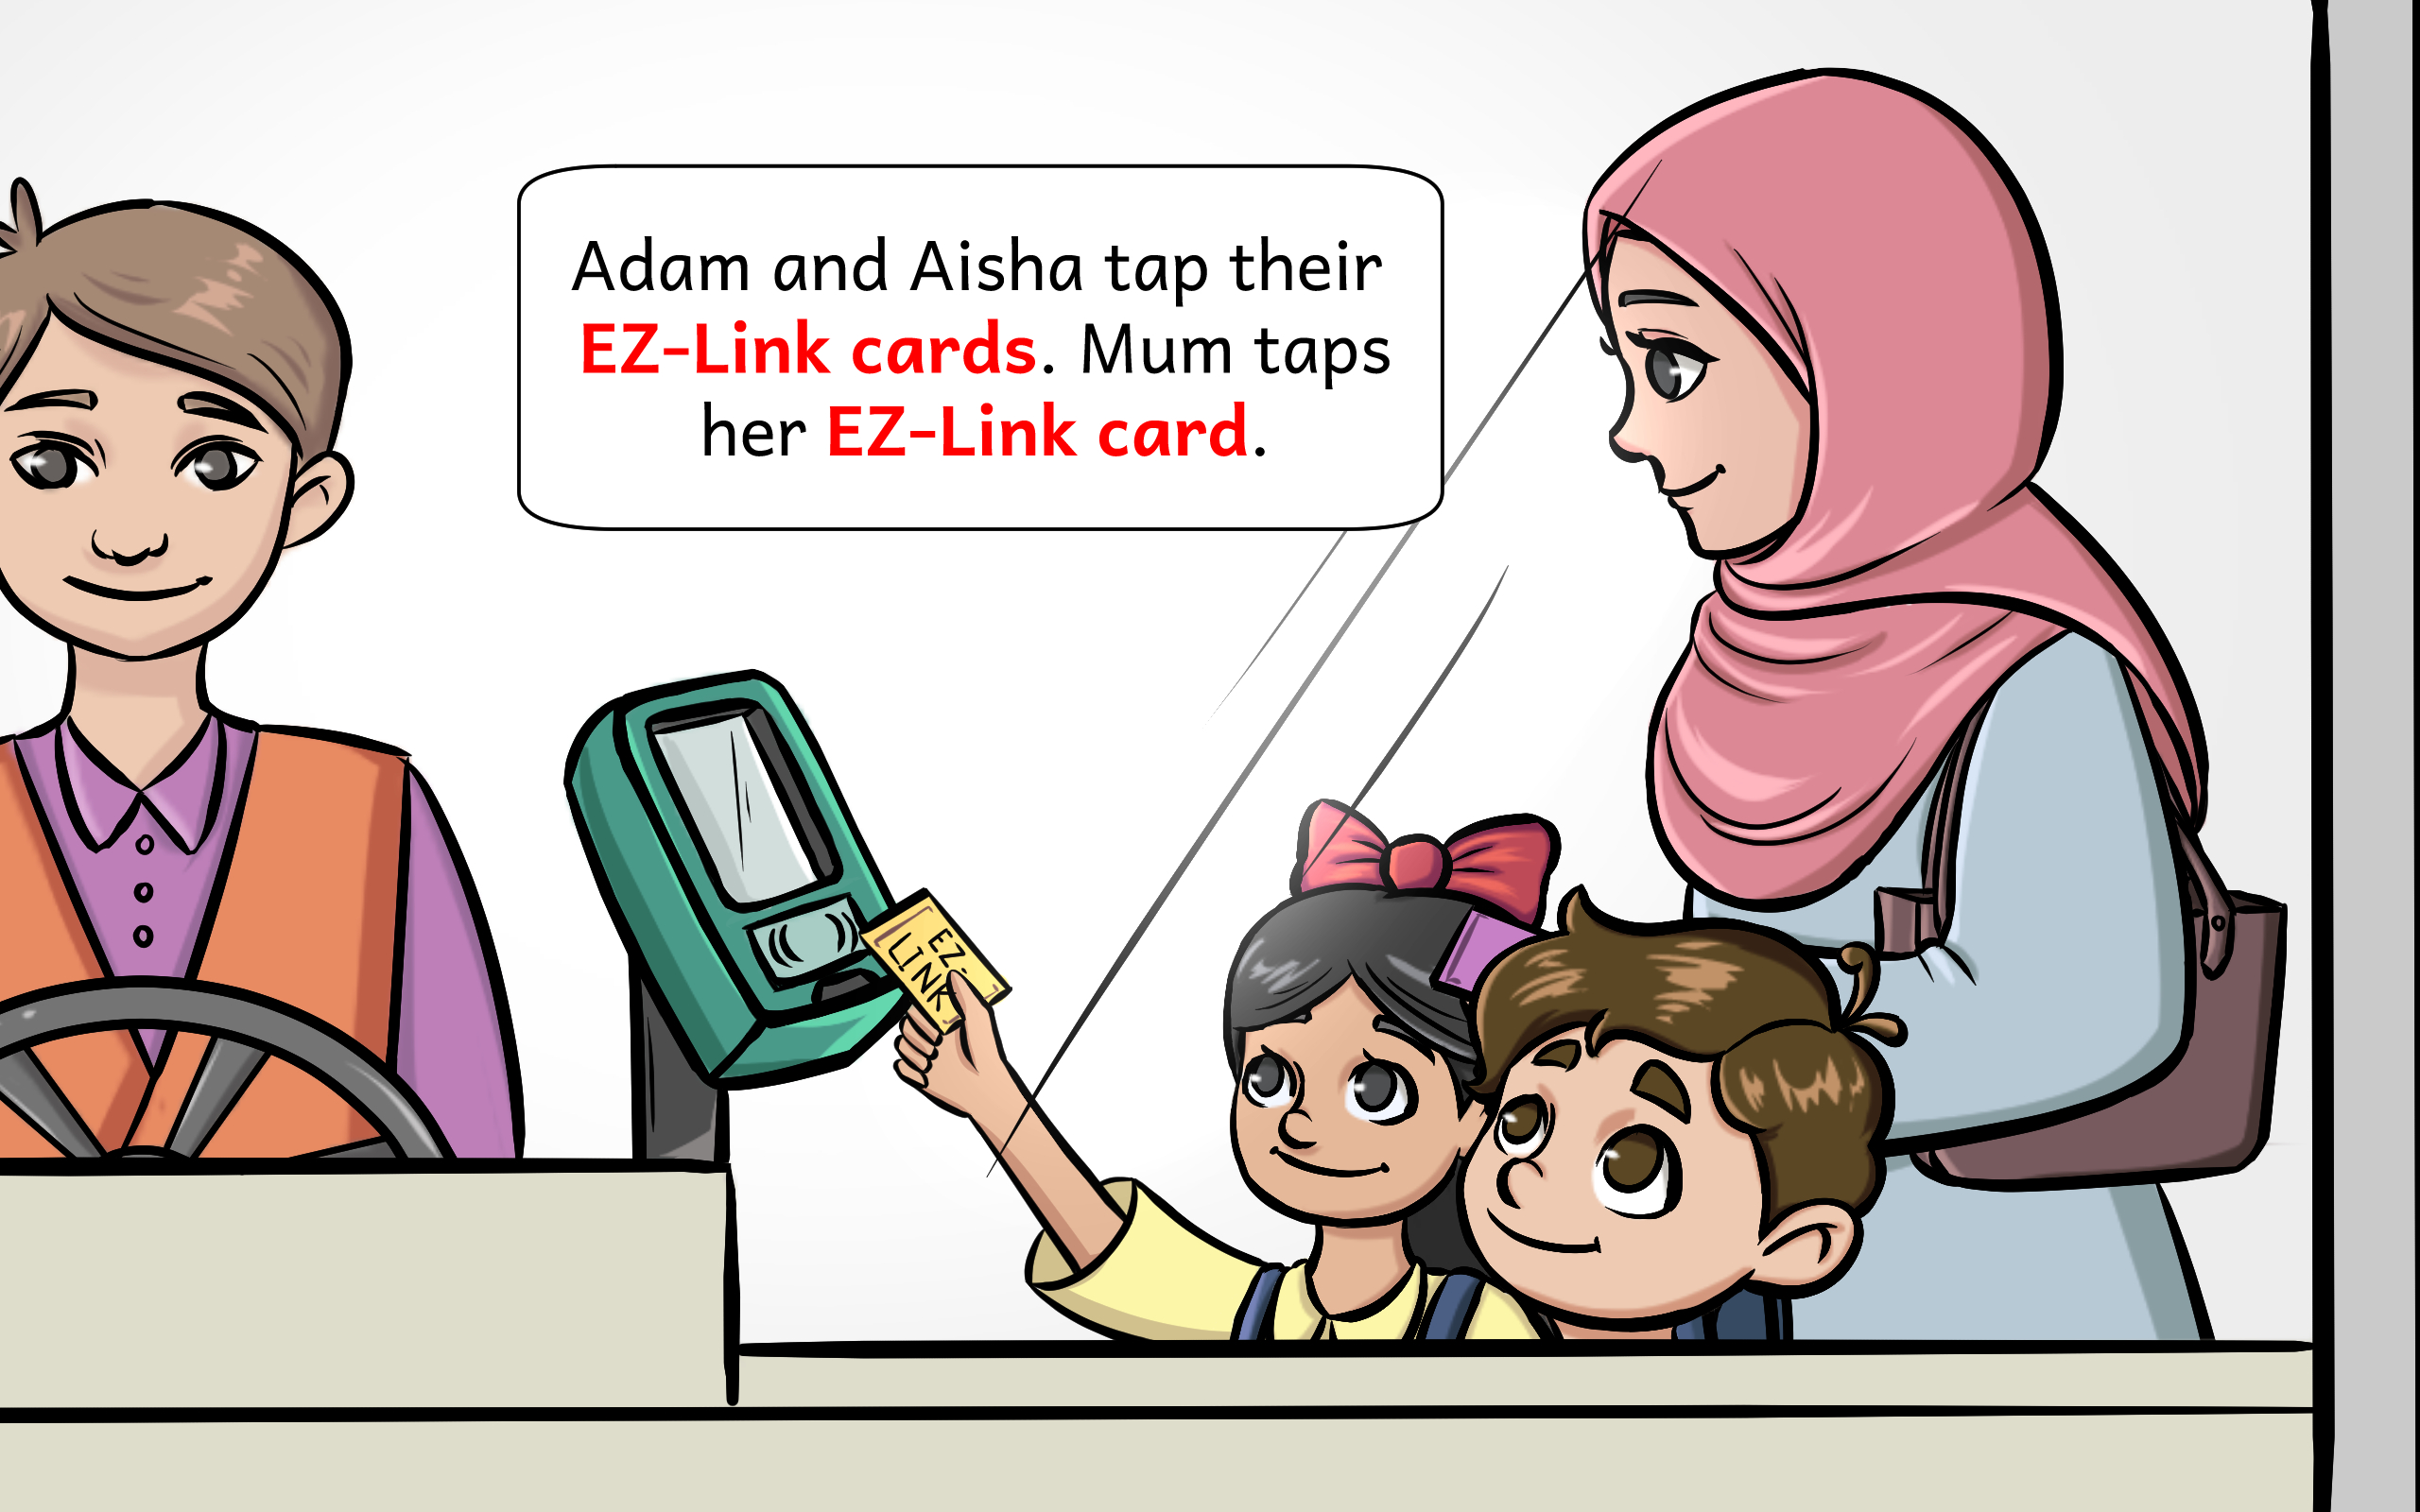 Adam and Aisha tap their
EZ-Link cards. Mum taps
her EZ-Link card.
EZ-
LINK